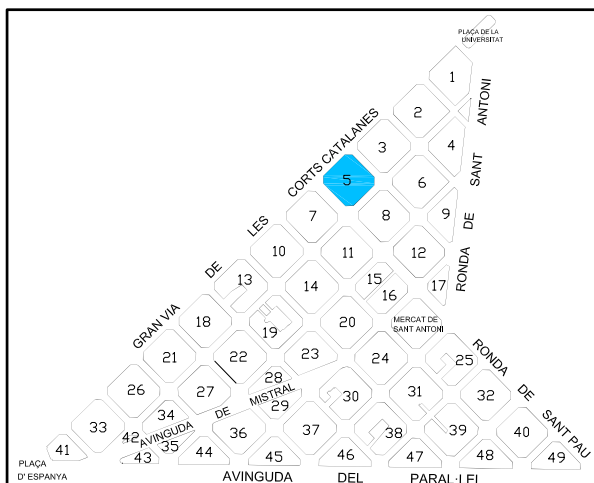 PLAÇA DE LA
UNIVERSITAT
1
2
ANTONI
CORTS CATALANES
3
4
SANT
5
6
7
8
9
DE
LES
10
11
12
RONDA
DE
13
14
15
16
17
GRAN VIA
18
19
20
MERCAT DE
SANT ANTONI
21
22
23
24
25
RONDA
DE
SANT PAU
26
27
28
MISTRAL
29
30
31
32
33
34
DE
AVINGUDA
35
36
37
38
39
40
41
42
43
44
45
46
47
48
49
PLAÇA
D' ESPANYA
AVINGUDA DEL PARAL·LEL